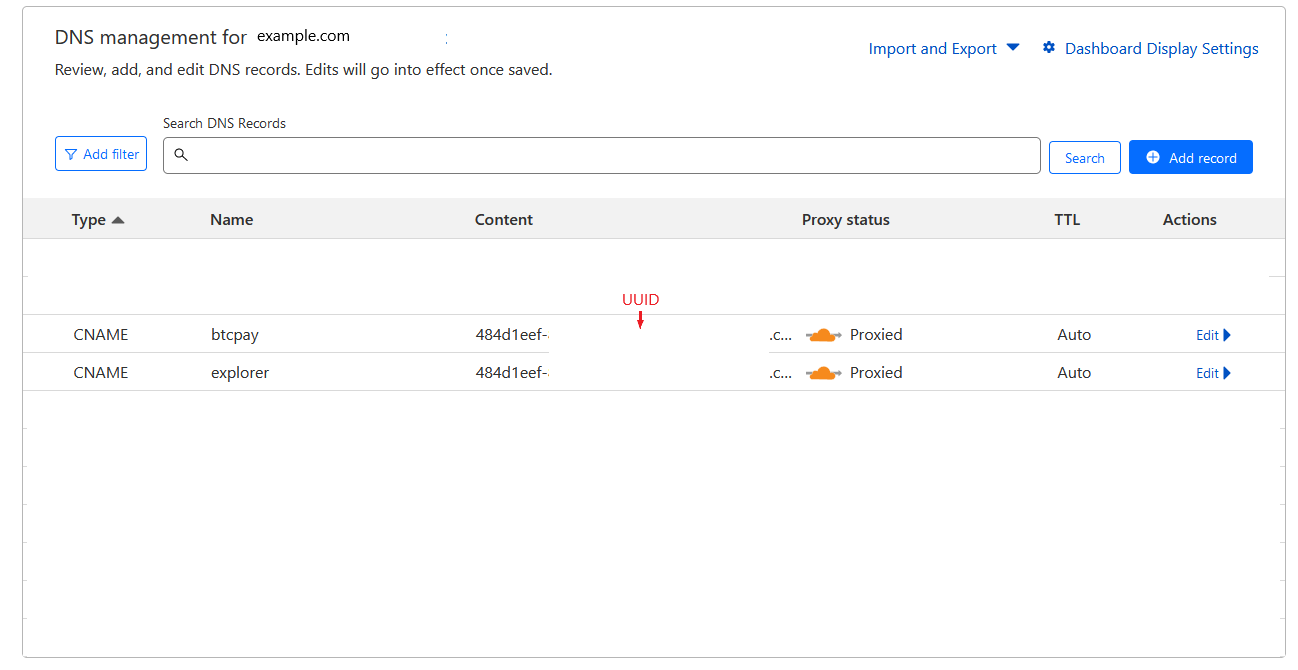 DNS management for example.com
Import and Export Dashboard Display Settings
Review, add, and edit DNS records. Edits will go into effect once saved.
Search DNS Records
Add filter
Search
Add record
Type Name Content Proxy status TTL Actions
UUID
CNAME btcpay 484d1eef- .c... Proxied Auto Edit
CNAME explorer 484d1eef- .c... Proxied Auto Edit